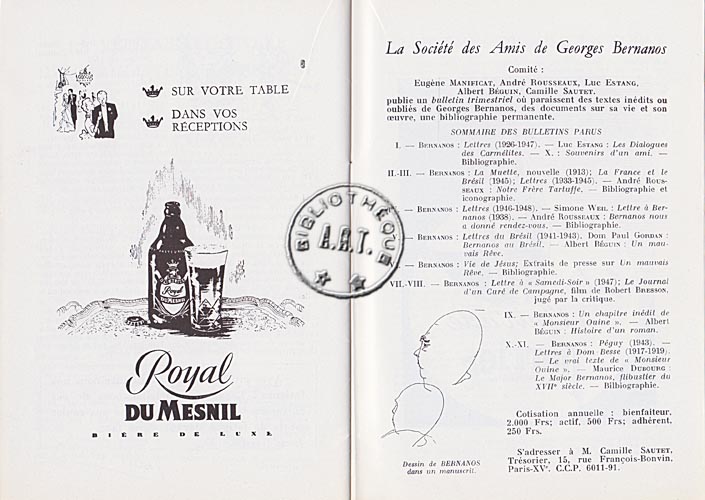 SUR VOTRE TABLE
DANS VOS
RÉCEPTIONS
Royal
DU MESNIL
Royal
DU MESNIL
BIÈRE DE LUXE
BIBLIOTHÈQUE
A.R.T.
La Société des Amis de Georges Bernanos
Comité :
Eugène MANIFICAT, André ROUSSEAUX, Luc ESTANG,
Albert BÉGUIN, Camille SAUTET,
publie un bulletin trimestriel où paraissent des textes inédits ou
oubliés de Georges Bernanos, des documents sur sa vie et son
œuvre, une bibliographie permanente.
SOMMAIRE DES BULLETINS PARUS
I. — BERNANOS : Lettres (1926-1947). — Luc ESTANG : Les Dialogues
des Carmélites. — X. : Souvenirs d'un ami. —
Bibliographie.
II.-III. — BERNANOS : La Muette, nouvelle (1913); La France et le
Brésil (1945); Lettres (1933-1945). — André ROUS-
SEAUX : Notre Frère Tartuffe. — Bibliographie et
iconographie.
— BERNANOS : Lettres (1946-1948). — Simone WEIL : Lettre à Ber-
nanos (1938). — André ROUSSEAUX : Bernanos nous
a donné rendez-vous. — Bibliographie.
— BERNANOS : Lettres du Brésil (1941-1943). Dom Paul GORDAN :
Bernanos au Brésil. — Albert BÉGUIN : Un mau-
vais Rêve.
— BERNANOS : Vie de Jésus; Extraits de presse sur Un mauvais
Rêve. — Bibliographie.
VII.-VIII. — BERNANOS : Lettre à « Samedi-Soir » (1947); Le Journal
d'un Curé de Campagne, film de Robert BRESSON,
jugé par la critique.
IX. — BERNANOS : Un chapitre inédit de
« Monsieur Ouine ». — Albert
BÉGUIN : Histoire d'un roman.
X.-XI. — BERNANOS : Péguy (1943). —
Lettres à Dom Besse (1917-1919).
— Le vrai texte de « Monsieur
Ouine ». — Maurice DUBOURG :
Le Major Bernanos, flibustier du
XVIIe siècle. — Bilbiographie.
Cotisation annuelle : bienfaiteur,
2.000 Frs; actif, 500 Frs; adhérent,
250 Frs.
S'adresser à M. Camille SAUTET,
Trésorier, 15, rue François-Bonvin,
Paris-XVe. C.C.P. 6011-91.
Dessin de BERNANOS
dans un manuscrit.